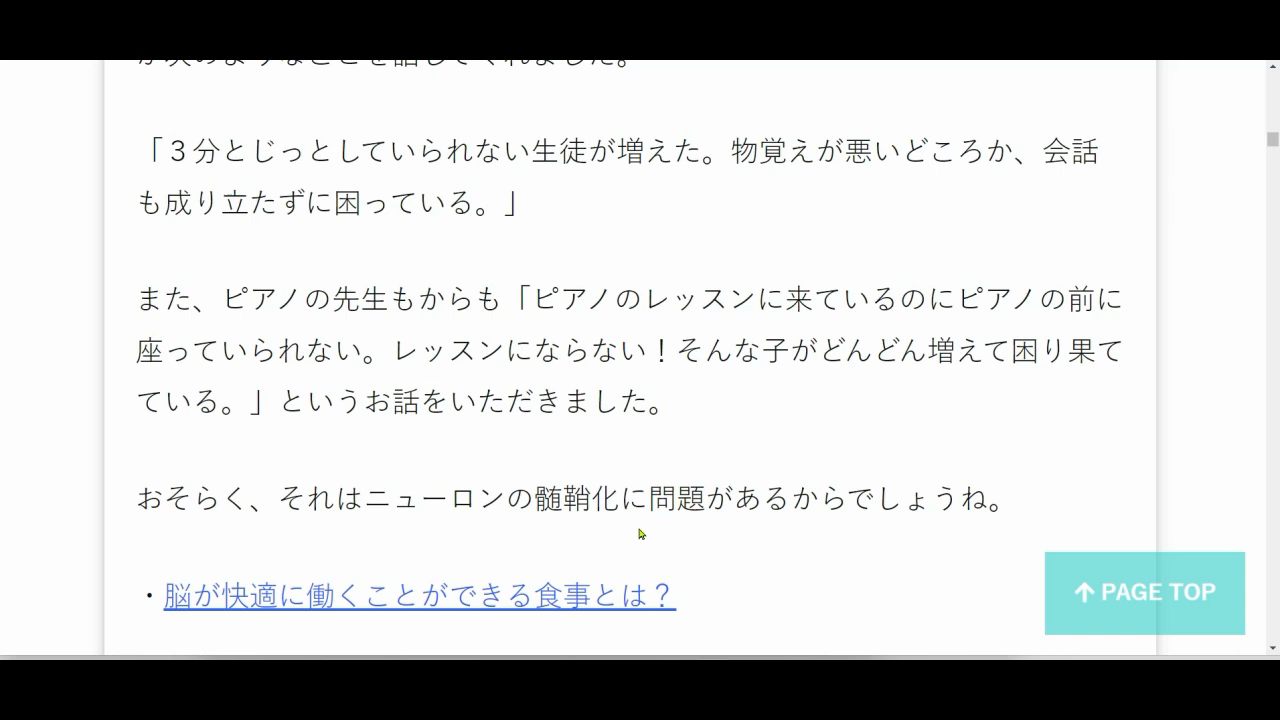 「３分とじっとしていられない生徒が増えた。物覚えが悪いどころか、会話
も成り立たずに困っている。」
また、ピアノの先生もからも「ピアノのレッスンに来ているのにピアノの前に
座っていられない。レッスンにならない！そんな子がどんどん増えて困り果て
ている。」というお話をいただきました。
おそらく、それはニューロンの髄鞘化に問題があるからでしょうね。
・脳が快適に働くことができる食事とは？
↑ PAGE TOP